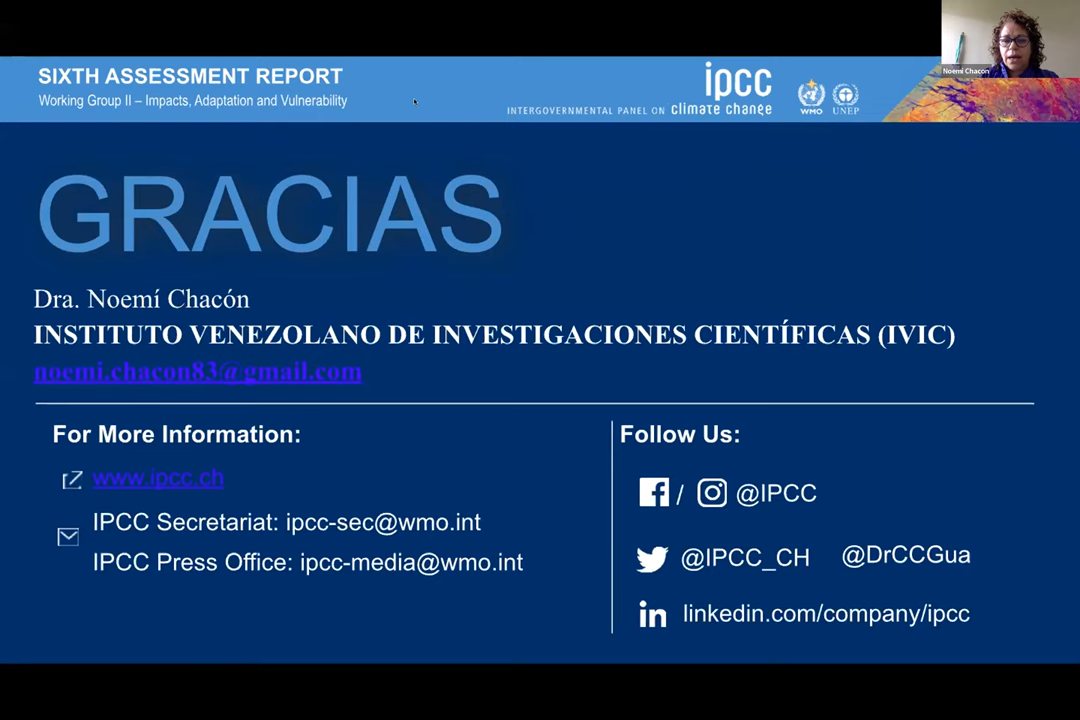 SIXTH ASSESSMENT REPORT
Working Group II – Impacts, Adaptation and Vulnerability
INTERGOVERNMENTAL PANEL ON climate change
ipcc
WMO
UNEP
Noemi Chacon
GRACIAS
Dra. Noemí Chacón
INSTITUTO VENEZOLANO DE INVESTIGACIONES CIENTÍFICAS (IVIC)
noemi.chacon83@gmail.com
For More Information:
www.ipcc.ch
IPCC Secretariat: ipcc-sec@wmo.int
IPCC Press Office: ipcc-media@wmo.int
Follow Us:
/ @IPCC
@IPCC_CH @DrCCGua
linkedin.com/company/ipcc